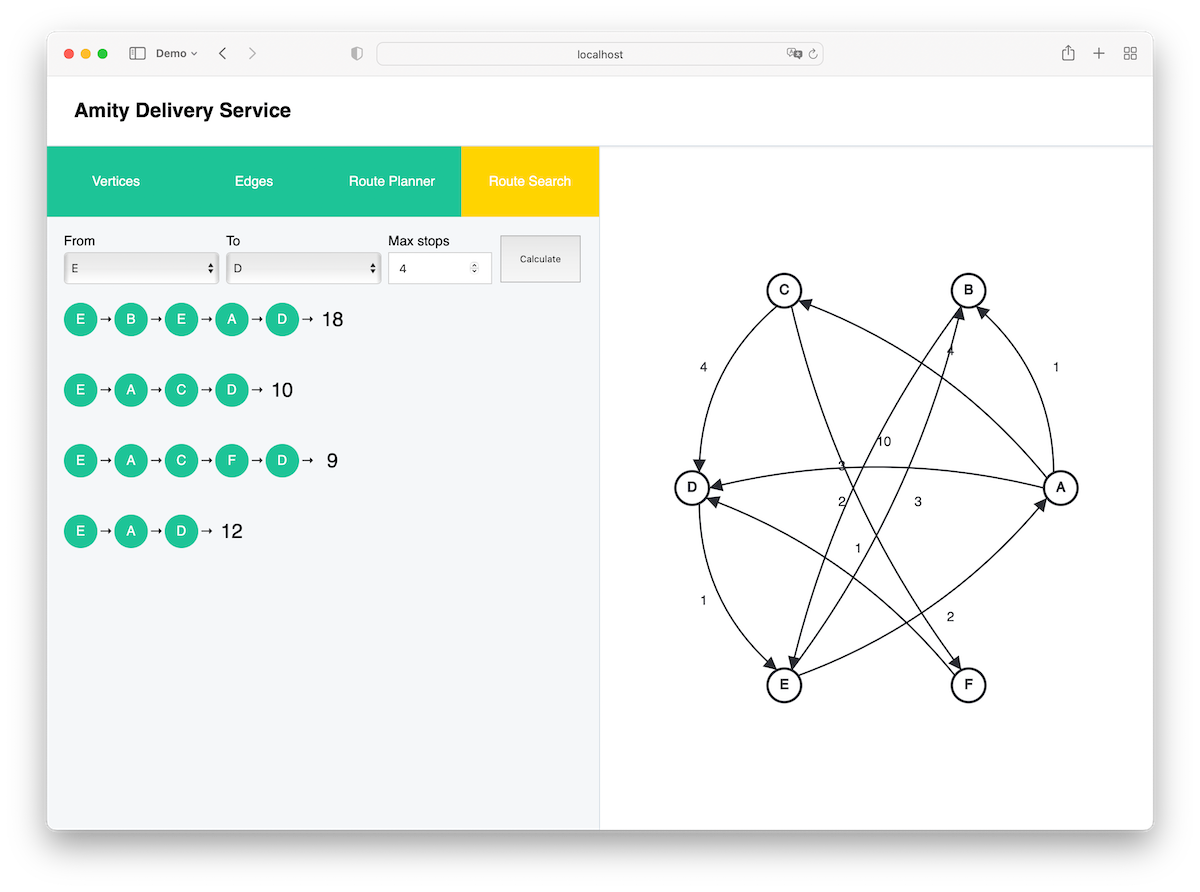 Demo
localhost
Amity Delivery Service
Vertices
Edges
Route Planner
Route Search
From
To
Max stops
E
D
4
Calculate
E → B → E → A → D → 18
E → A → C → D → 10
E → A → C → F → D → 9
E → A → D → 12
C
B
4
4
1
10
3
D
A
2
3
1
1
2
E
F